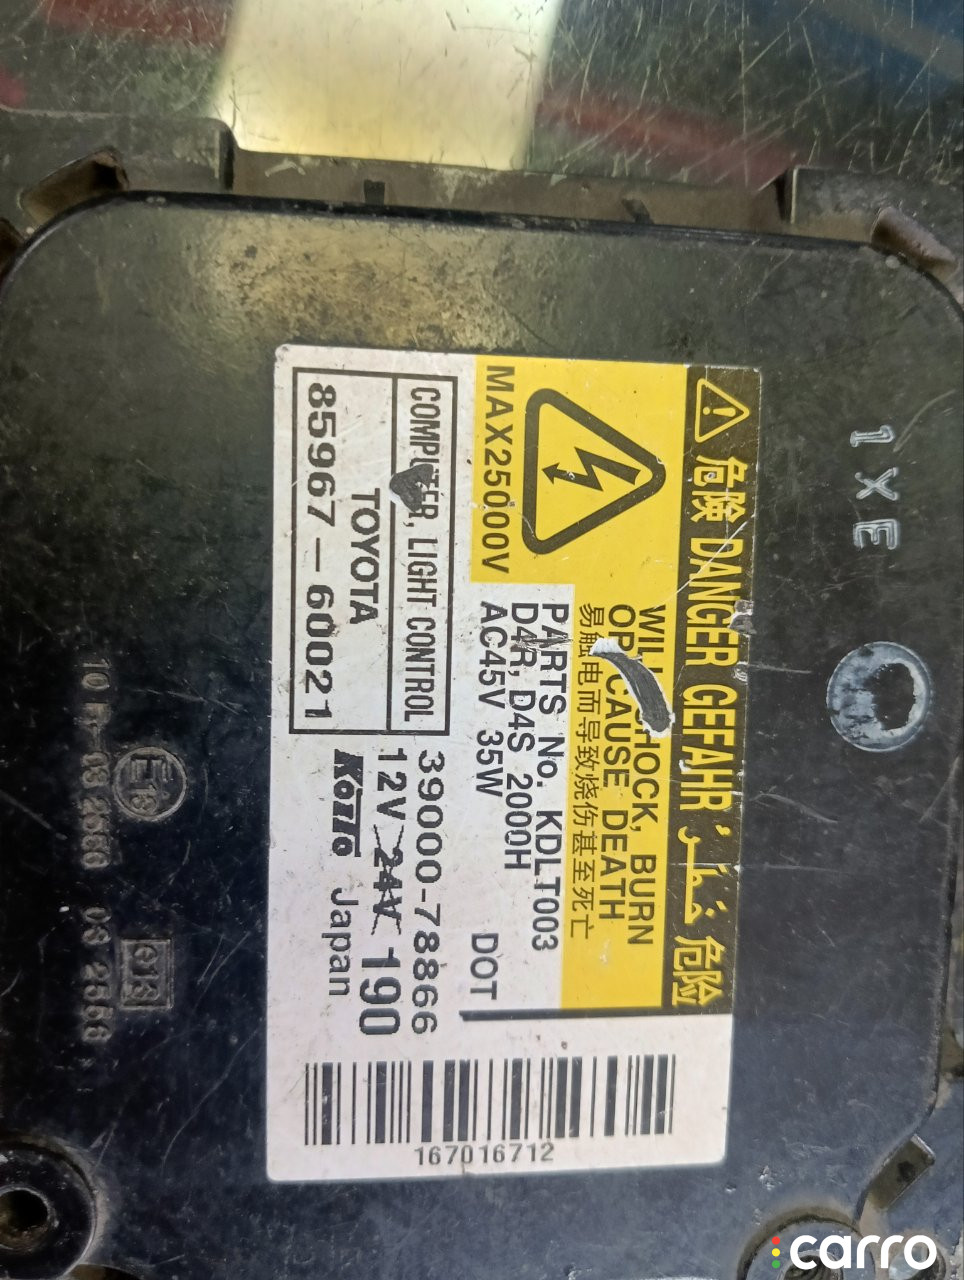 危険 DANGER GEFAHR خطر 危险
WILL SHOCK, BURN
OR CAUSE DEATH
易触电而导致烧伤甚至死亡
MAX25000V
PARTS No. KDLT003
D4R, D4S 2000H
AC45V 35W
DOT
COMPUTER, LIGHT CONTROL
TOYOTA
85967-60021
39000-78866
12V 24V 190
KOITO Japan
167016712
1XE
E13
e13
carro